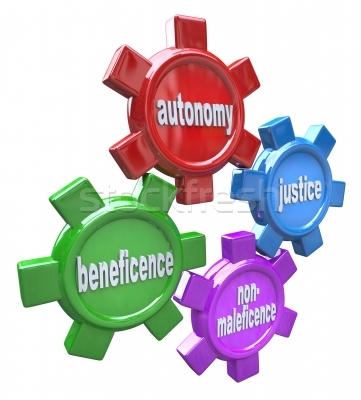 autonomy
justice
beneficence
non-
maleficence
stockfresh